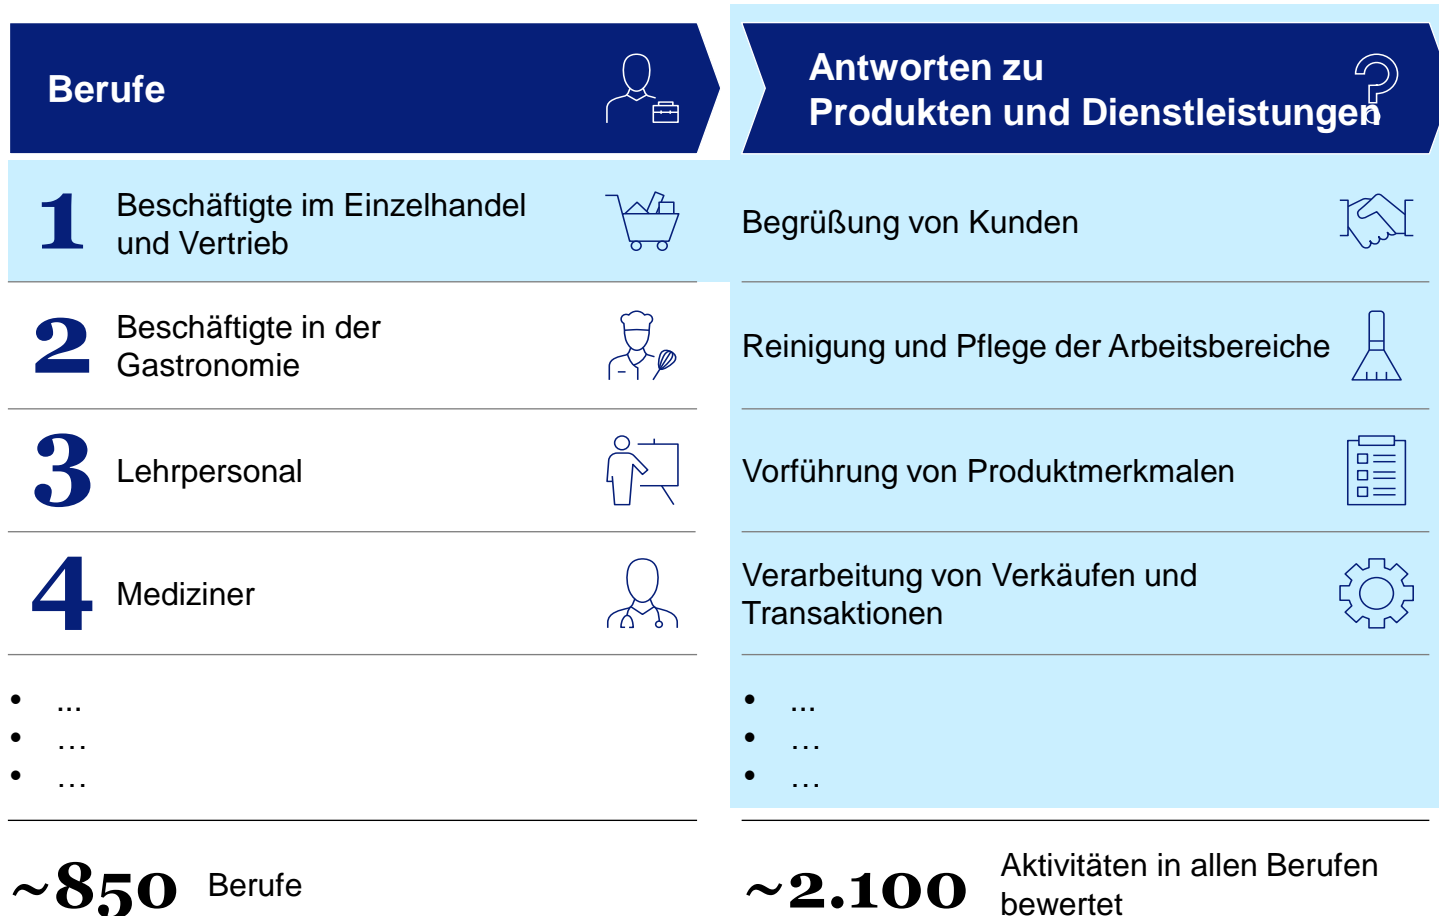 Berufe
Antworten zu
Produkten und Dienstleistungen
1
Beschäftigte im Einzelhandel
und Vertrieb
Begrüßung von Kunden
2
Beschäftigte in der
Gastronomie
Reinigung und Pflege der Arbeitsbereiche
3
Lehrpersonal
Vorführung von Produktmerkmalen
4
Mediziner
Verarbeitung von Verkäufen und
Transaktionen
• ...
• …
• …
• ...
• …
• …
~850 Berufe
~2.100
Aktivitäten in allen Berufen
bewertet